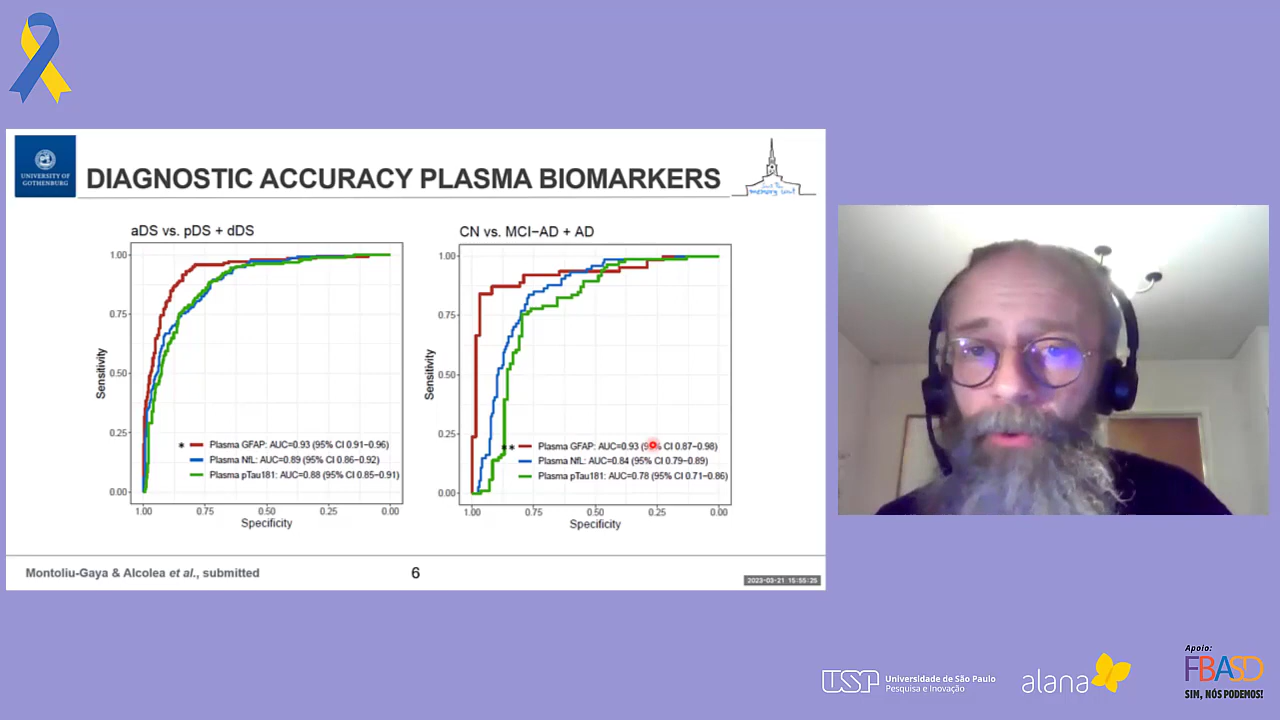 UNIVERSITY OF
GOTHENBURG
DIAGNOSTIC ACCURACY PLASMA BIOMARKERS
memory unit
aDS vs. pDS + dDS
1.00
0.75
0.50
0.25
0.00
Sensitivity
* Plasma GFAP: AUC=0.93 (95% CI 0.91−0.96)
Plasma NfL: AUC=0.89 (95% CI 0.86−0.92)
Plasma pTau181: AUC=0.88 (95% CI 0.85−0.91)
1.00 0.75 0.50 0.25 0.00
Specificity
CN vs. MCI−AD + AD
1.00
0.75
0.50
0.25
0.00
Sensitivity
** Plasma GFAP: AUC=0.93 CI 0.87−0.98)
Plasma NfL: AUC=0.84 (95% CI 0.79−0.89)
Plasma pTau181: AUC=0.78 (95% CI 0.71−0.86)
1.00 0.75 0.50 0.25 0.00
Specificity
Montoliu-Gaya & Alcolea et al., submitted
6
2023-03-21 15:55:25
USP Universidade de São Paulo
Pesquisa e Inovação
alana
Apoio:
FBASD
SIM, NÓS PODEMOS!